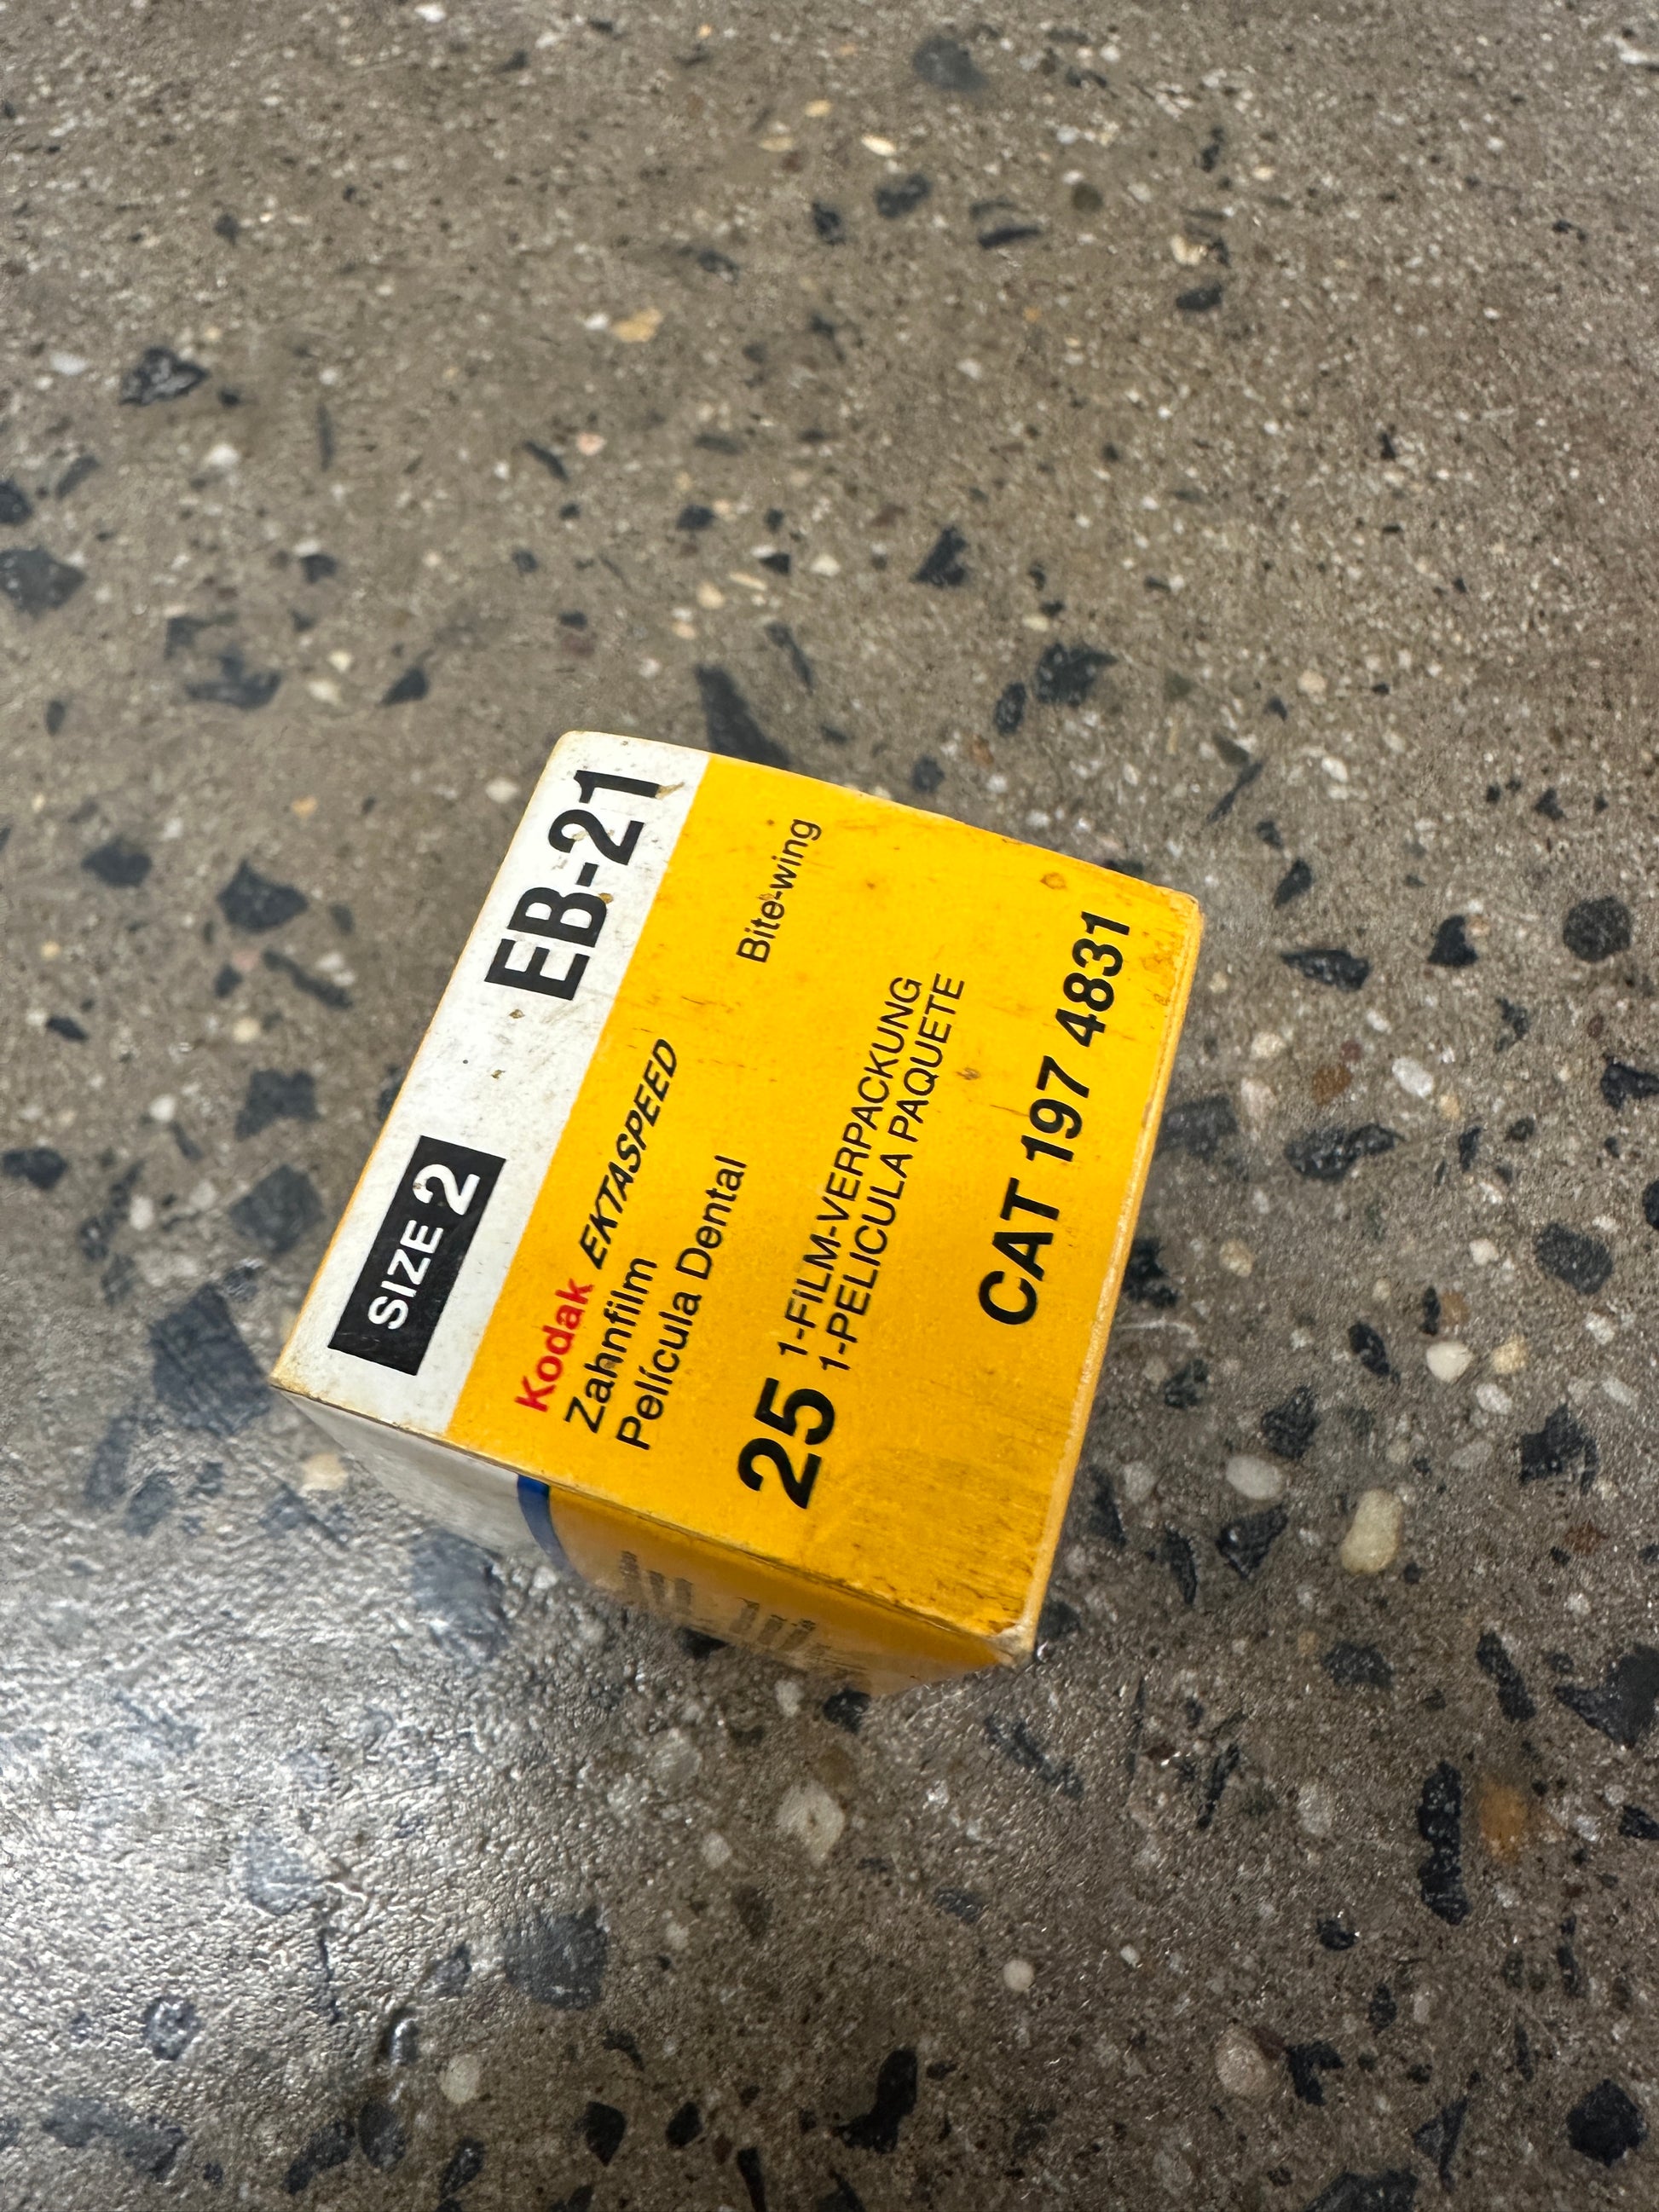 SIZE 2 EB-21
Kodak EKTASPEED
Zahnfilm
Película Dental
Bite-wing
25 1-FILM-VERPACKUNG
1-PELICULA PAQUETE
CAT 197 4831